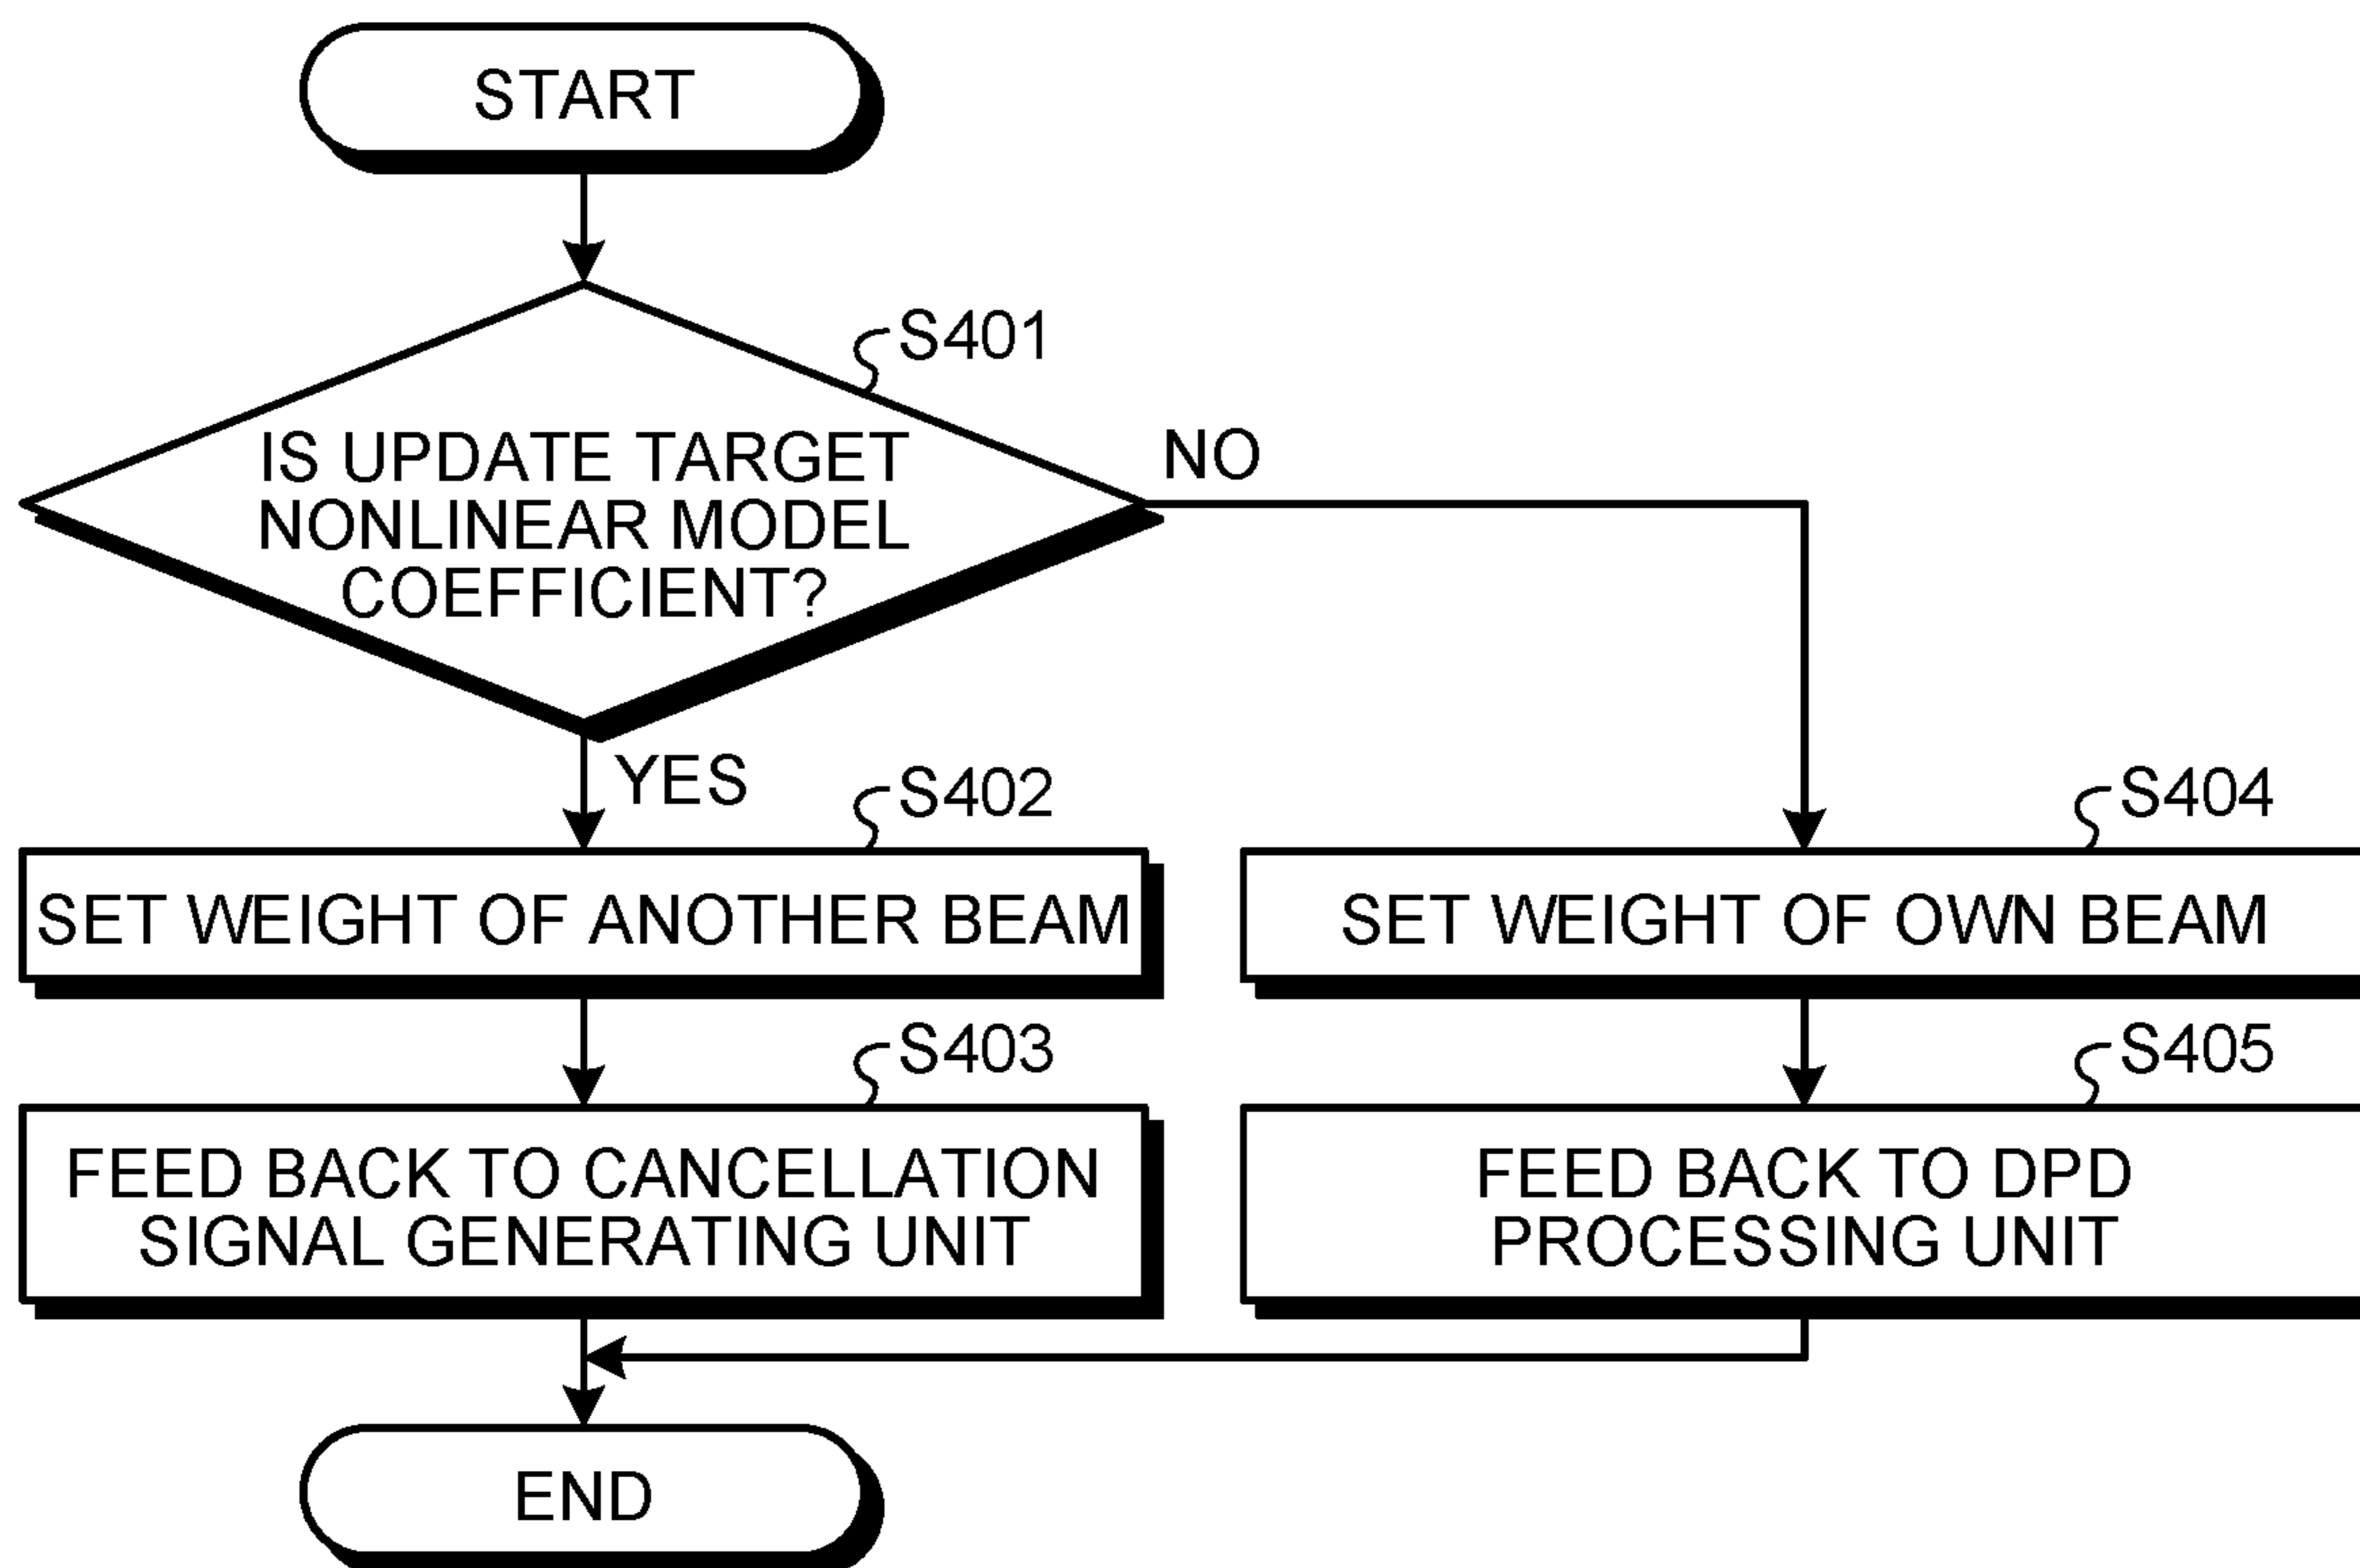 START
S401
IS UPDATE TARGET
NONLINEAR MODEL
COEFFICIENT?
NO
YES
S402
SET WEIGHT OF ANOTHER BEAM
S403
FEED BACK TO CANCELLATION
SIGNAL GENERATING UNIT
S404
SET WEIGHT OF OWN BEAM
S405
FEED BACK TO DPD
PROCESSING UNIT
END